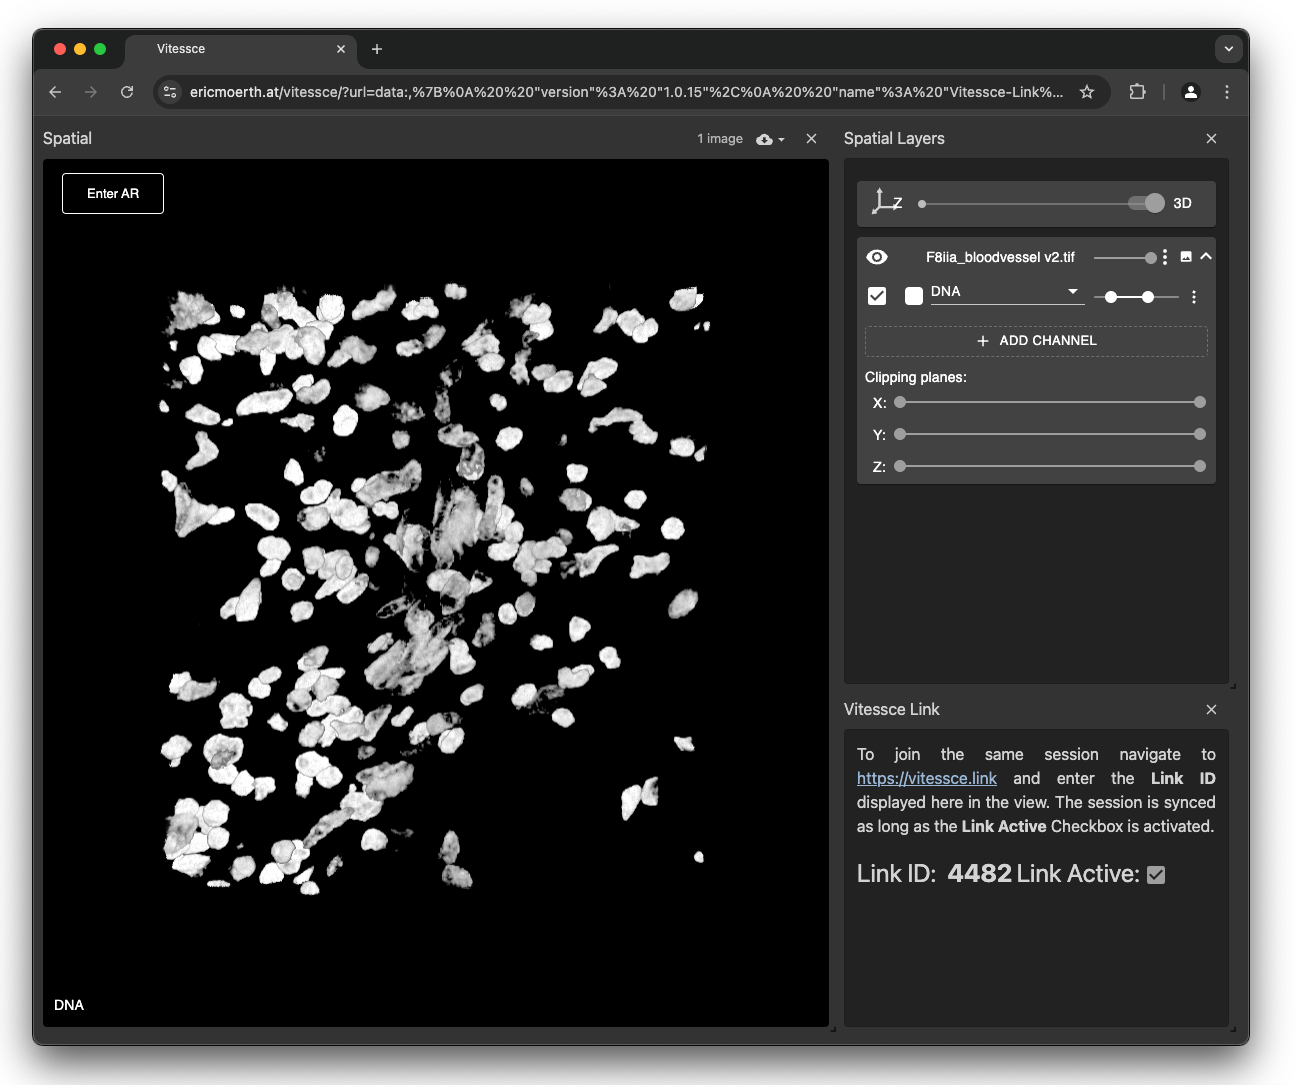 Vitessce
ericmoerth.at/vitessce/?url=data:,%7B%0A%20%20"version"%3A%20"1.0.15"%2C%0A%20%20"name"%3A%20"Vitessce-Link%...
Spatial
1 image
Enter AR
DNA
Spatial Layers
Z
3D
F8iia_bloodvessel v2.tif
DNA
+ ADD CHANNEL
Clipping planes:
X:
Y:
Z:
Vitessce Link
To join the same session navigate to
https://vitessce.link and enter the Link ID
displayed here in the view. The session is synced
as long as the Link Active Checkbox is activated.
Link ID: 4482 Link Active: